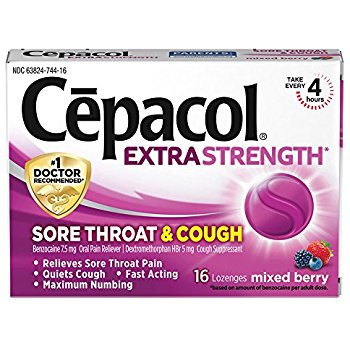 NDC 63824-744-16
PARENTS
TAKE EVERY 4 hours
Cēpacol®
EXTRA STRENGTH*
#1 DOCTOR RECOMMENDED†
SORE THROAT & COUGH
Benzocaine 7.5 mg Oral Pain Reliever | Dextromethorphan HBr 5 mg Cough Suppressant
• Relieves Sore Throat Pain
• Quiets Cough • Fast Acting
• Maximum Numbing
16 Lozenges mixed berry
*based on amount of benzocaine per adult dose.